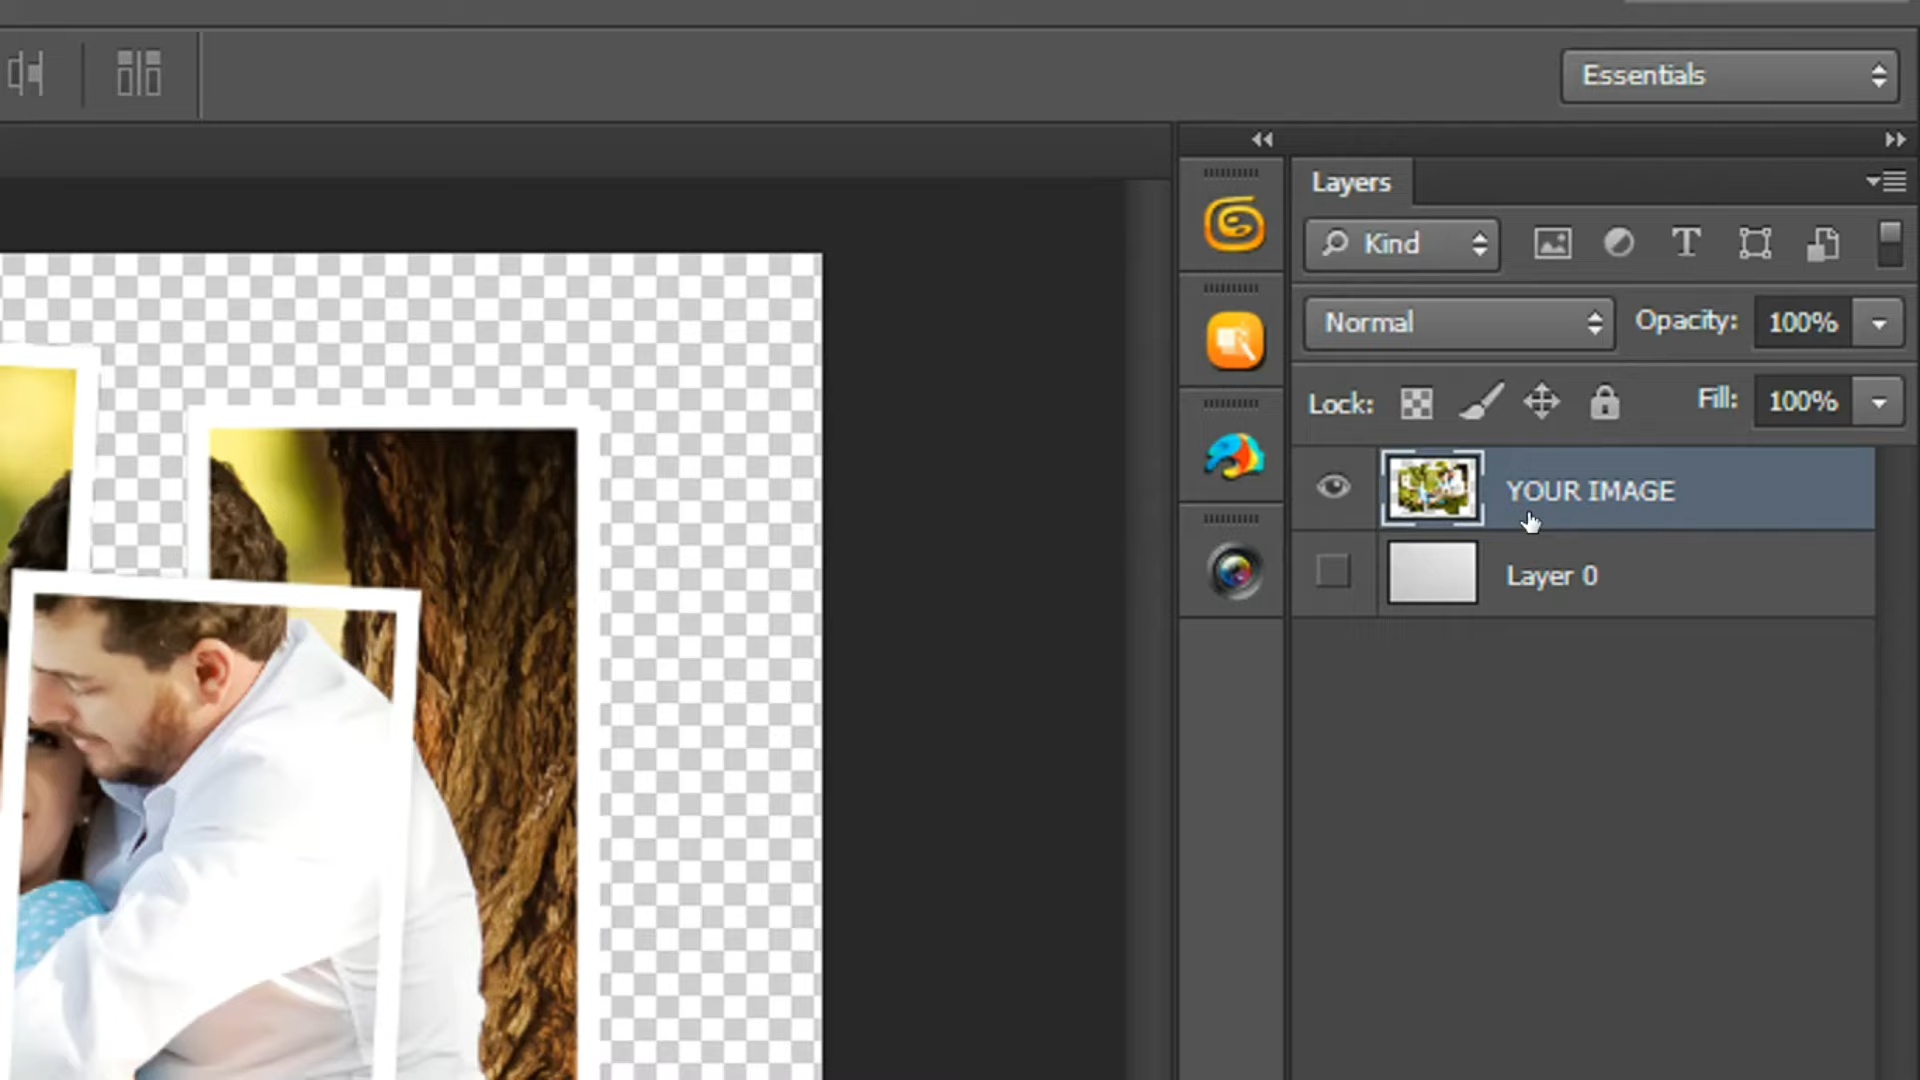 Essentials
Layers
Kind
Normal Opacity: 100%
Lock: Fill: 100%
YOUR IMAGE
Layer 0